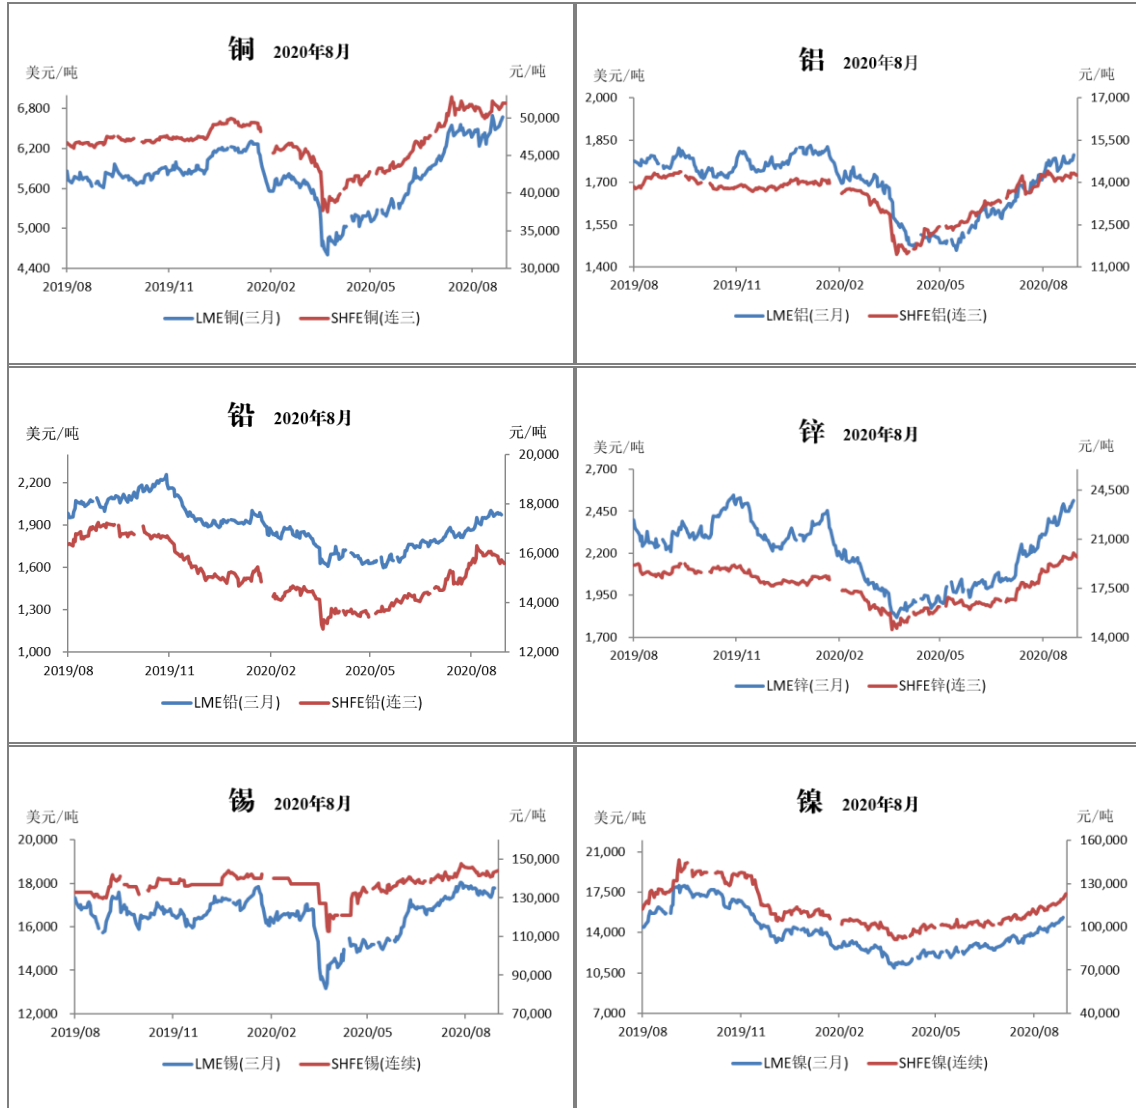 铜 2020年8月
美元/吨 元/吨
6,800
6,200
5,600
5,000
4,400
50,000
45,000
40,000
35,000
30,000
2019/08 2019/11 2020/02 2020/05 2020/08
LME铜(三月) SHFE铜(连三)
铝 2020年8月
美元/吨 元/吨
2,000
1,850
1,700
1,550
1,400
17,000
15,500
14,000
12,500
11,000
2019/08 2019/11 2020/02 2020/05 2020/08
LME铝(三月) SHFE铝(连三)
铅 2020年8月
美元/吨 元/吨
2,200
1,900
1,600
1,300
1,000
20,000
18,000
16,000
14,000
12,000
2019/08 2019/11 2020/02 2020/05 2020/08
LME铅(三月) SHFE铅(连三)
锌 2020年8月
美元/吨 元/吨
2,700
2,450
2,200
1,950
1,700
24,500
21,000
17,500
14,000
2019/08 2019/11 2020/02 2020/05 2020/08
LME锌(三月) SHFE锌(连三)
锡 2020年8月
美元/吨 元/吨
20,000
18,000
16,000
14,000
12,000
150,000
130,000
110,000
90,000
70,000
2019/08 2019/11 2020/02 2020/05 2020/08
LME锡(三月) SHFE锡(连续)
镍 2020年8月
美元/吨 元/吨
21,000
17,500
14,000
10,500
7,000
160,000
130,000
100,000
70,000
40,000
2019/08 2019/11 2020/02 2020/05 2020/08
LME镍(三月) SHFE镍(连续)